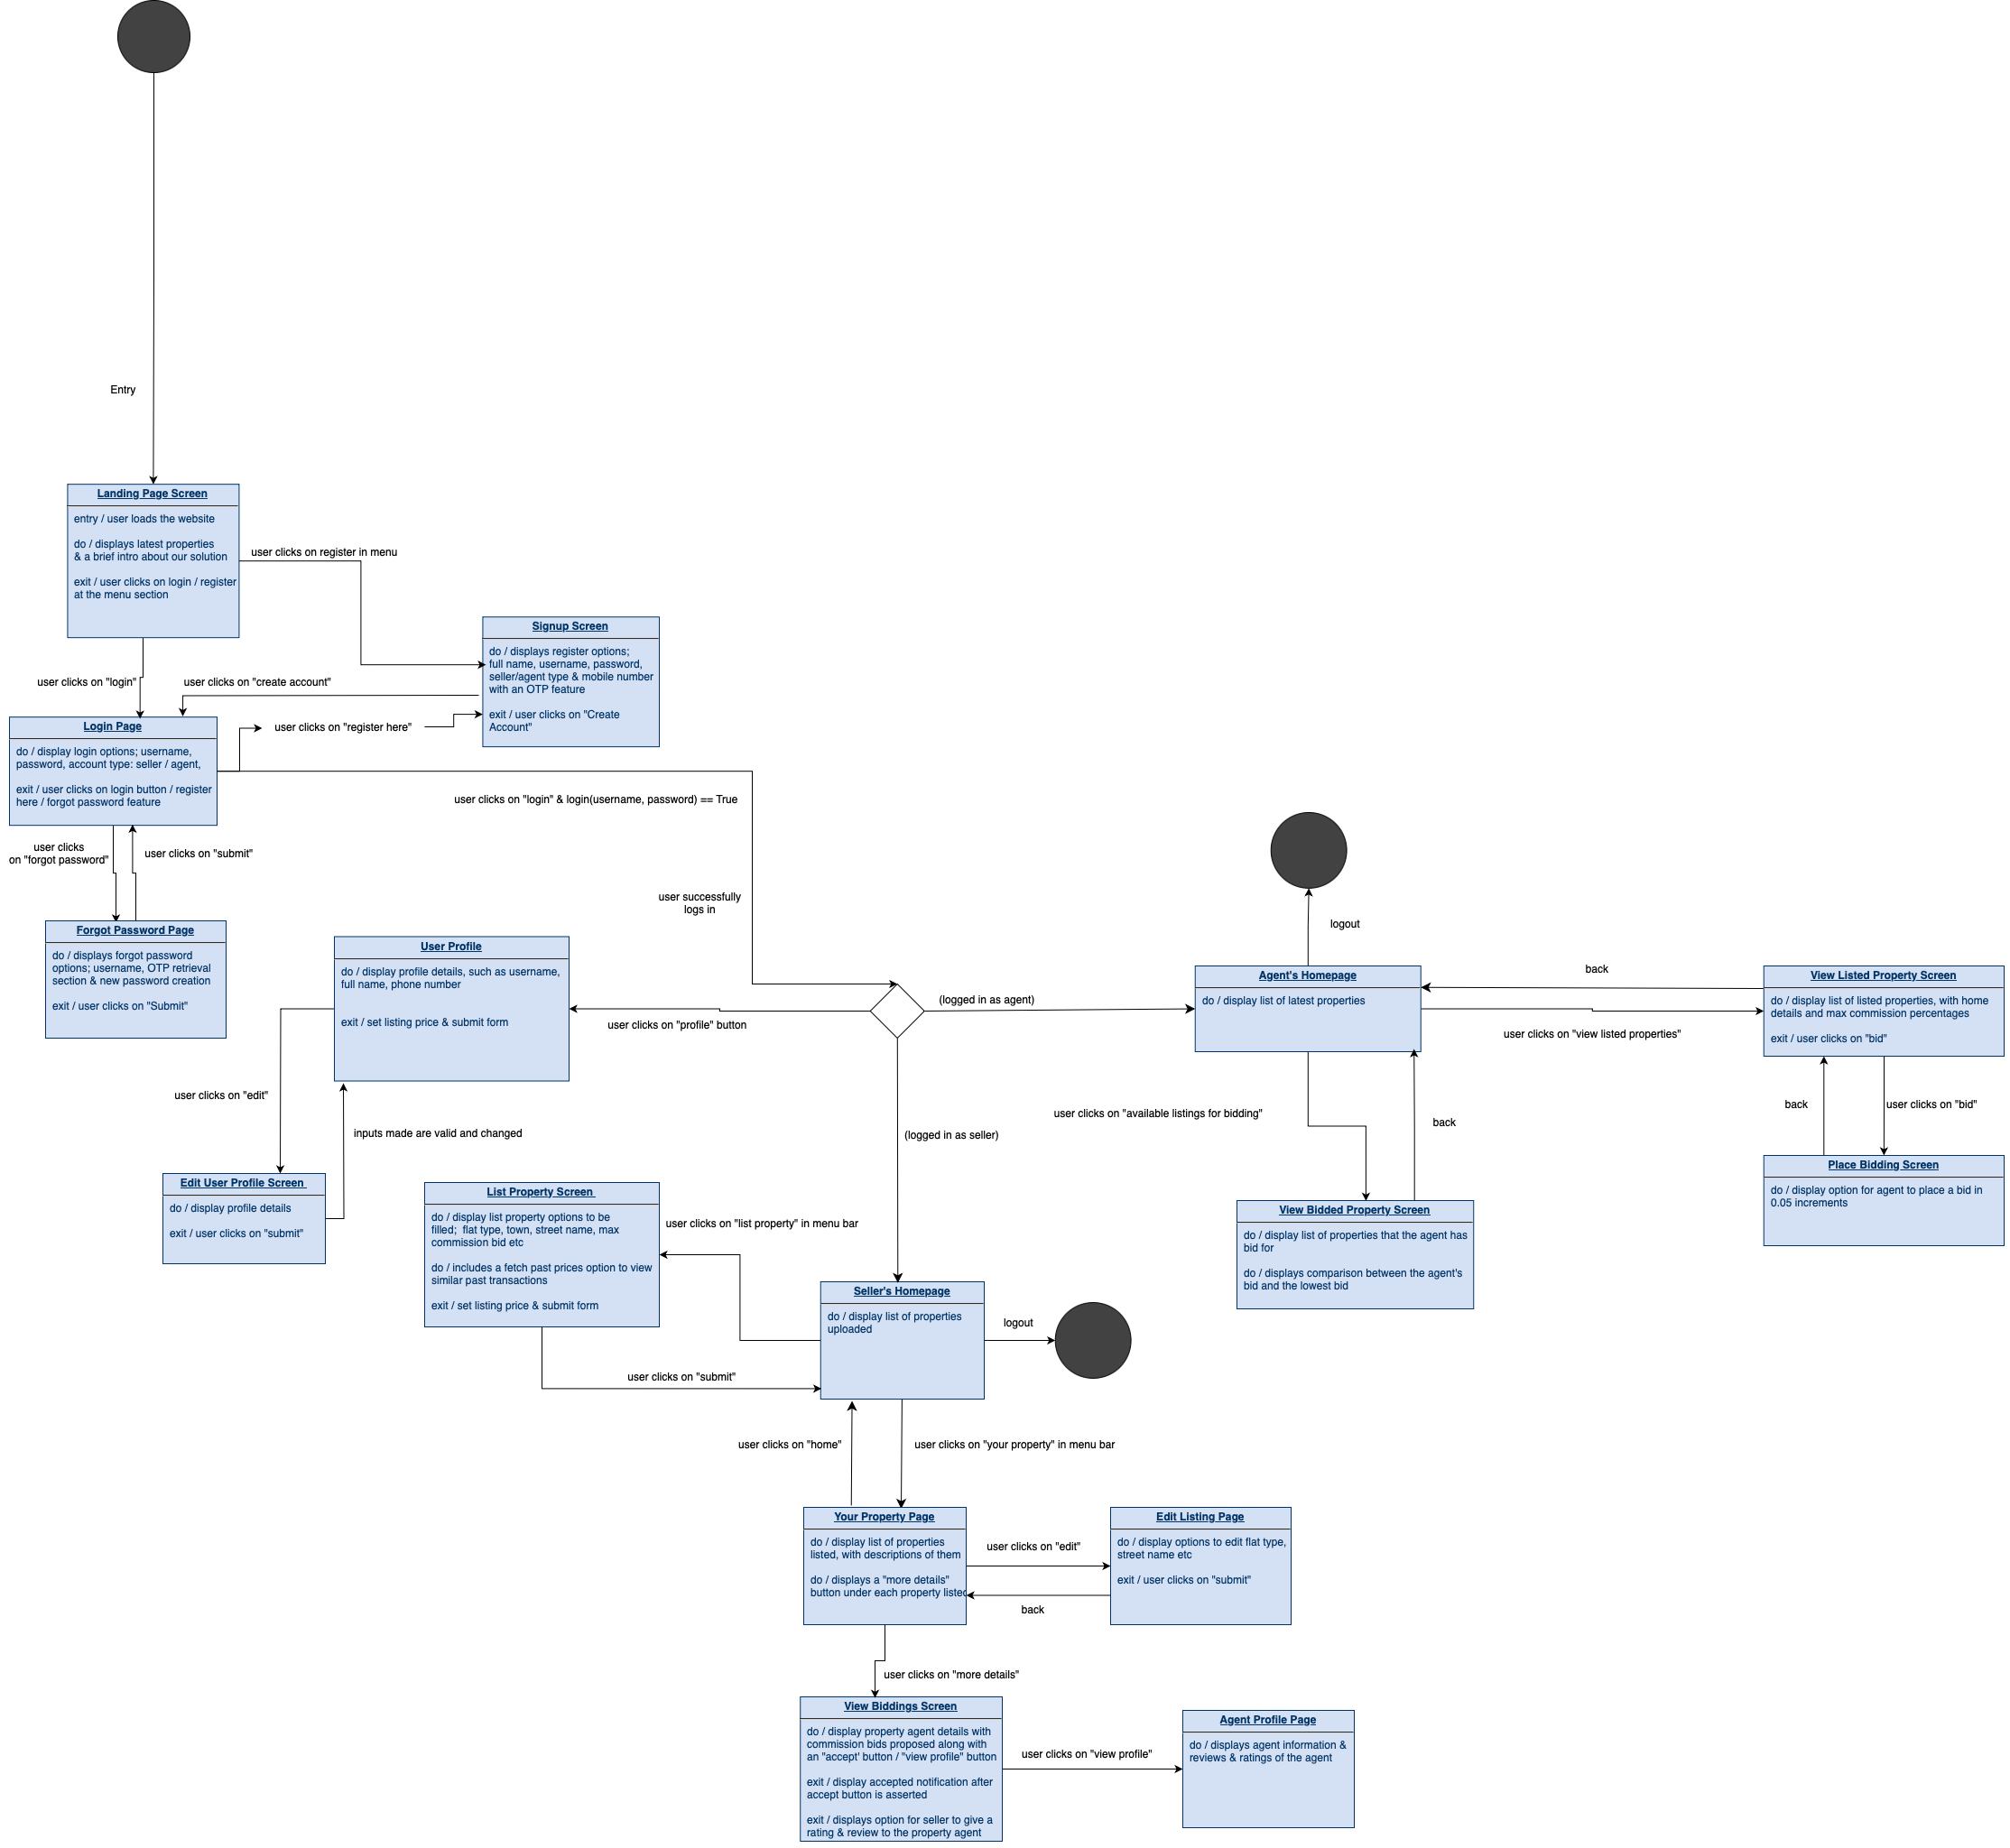 Entry
Landing Page Screen
entry / user loads the website
do / displays latest properties
& a brief intro about our solution
exit / user clicks on login / register
at the menu section
user clicks on register in menu
Signup Screen
do / displays register options;
full name, username, password,
seller/agent type & mobile number
with an OTP feature
exit / user clicks on "Create
Account"
user clicks on "login"
user clicks on "create account"
user clicks on "register here"
Login Page
do / display login options; username,
password, account type: seller / agent,
exit / user clicks on login button / register
here / forgot password feature
user clicks on "login" & login(username, password) == True
user clicks
on "forgot password"
user clicks on "submit"
user successfully
logs in
Forgot Password Page
do / displays forgot password
options; username, OTP retrieval
section & new password creation
exit / user clicks on "Submit"
User Profile
do / display profile details, such as username,
full name, phone number
exit / set listing price & submit form
user clicks on "profile" button
(logged in as agent)
logout
Agent's Homepage
do / display list of latest properties
back
user clicks on "view listed properties"
View Listed Property Screen
do / display list of listed properties, with home
details and max commission percentages
exit / user clicks on "bid"
user clicks on "edit"
inputs made are valid and changed
(logged in as seller)
user clicks on "available listings for bidding"
back
back
user clicks on "bid"
Edit User Profile Screen
do / display profile details
exit / user clicks on "submit"
List Property Screen
do / display list property options to be
filled;  flat type, town, street name, max
commission bid etc
do / includes a fetch past prices option to view
similar past transactions
exit / set listing price & submit form
user clicks on "list property" in menu bar
View Bidded Property Screen
do / display list of properties that the agent has
bid for
do / displays comparison between the agent's
bid and the lowest bid
Place Bidding Screen
do / display option for agent to place a bid in
0.05 increments
Seller's Homepage
do / display list of properties
uploaded
logout
user clicks on "submit"
user clicks on "home"
user clicks on "your property" in menu bar
Your Property Page
do / display list of properties
listed, with descriptions of them
do / displays a "more details"
button under each property listed
user clicks on "edit"
back
Edit Listing Page
do / display options to edit flat type,
street name etc
exit / user clicks on "submit"
user clicks on "more details"
View Biddings Screen
do / display property agent details with
commission bids proposed along with
an "accept' button / "view profile" button
exit / display accepted notification after
accept button is asserted
exit / displays option for seller to give a
rating & review to the property agent
user clicks on "view profile"
Agent Profile Page
do / displays agent information &
reviews & ratings of the agent